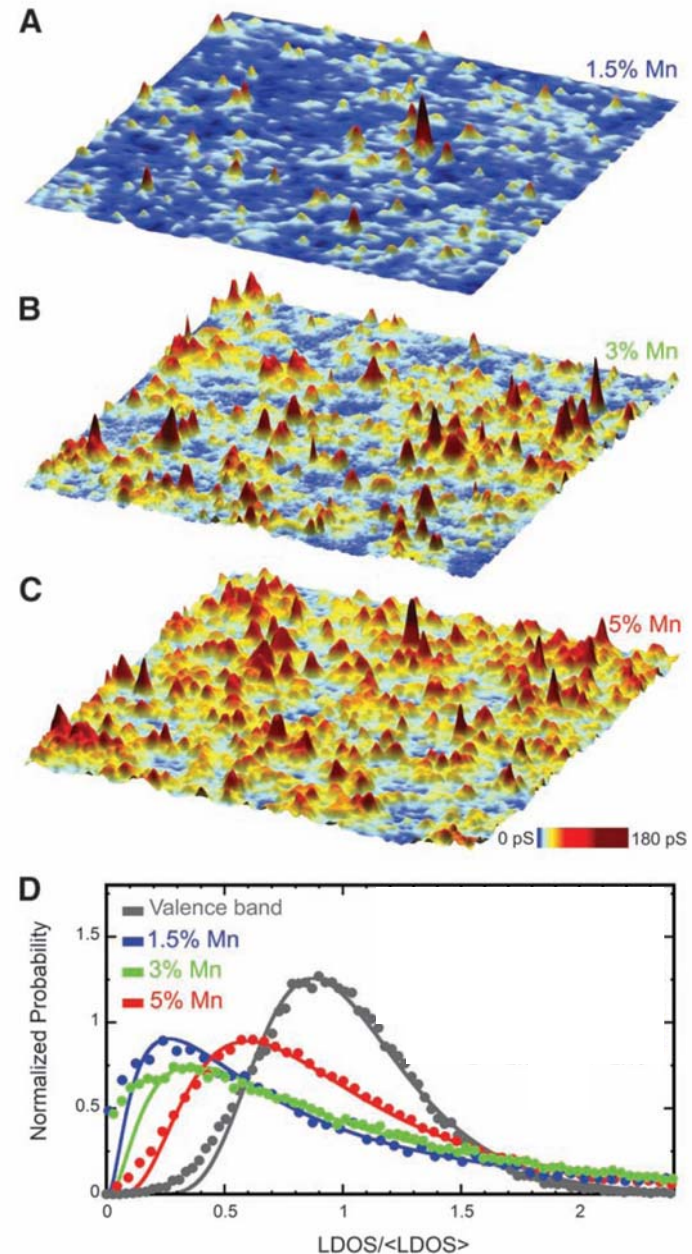 A
1.5% Mn
B
3% Mn
C
5% Mn
0 pS 180 pS
D
Valence band
1.5% Mn
3% Mn
5% Mn
Normalized Probability
1.5
1
0.5
0
0 0.5 1 1.5 2
LDOS/<LDOS>